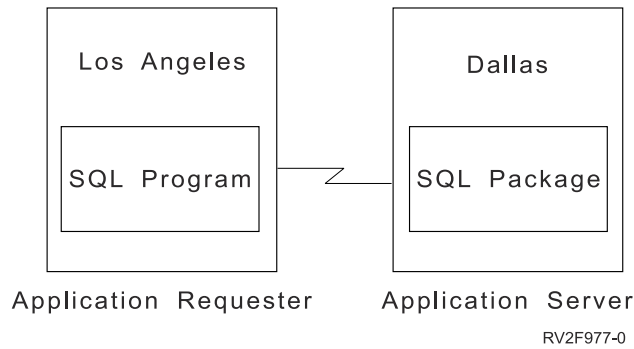 Los Angeles
Dallas
SQL Program
SQL Package
Application Requester
Application Server
RV2F977-0